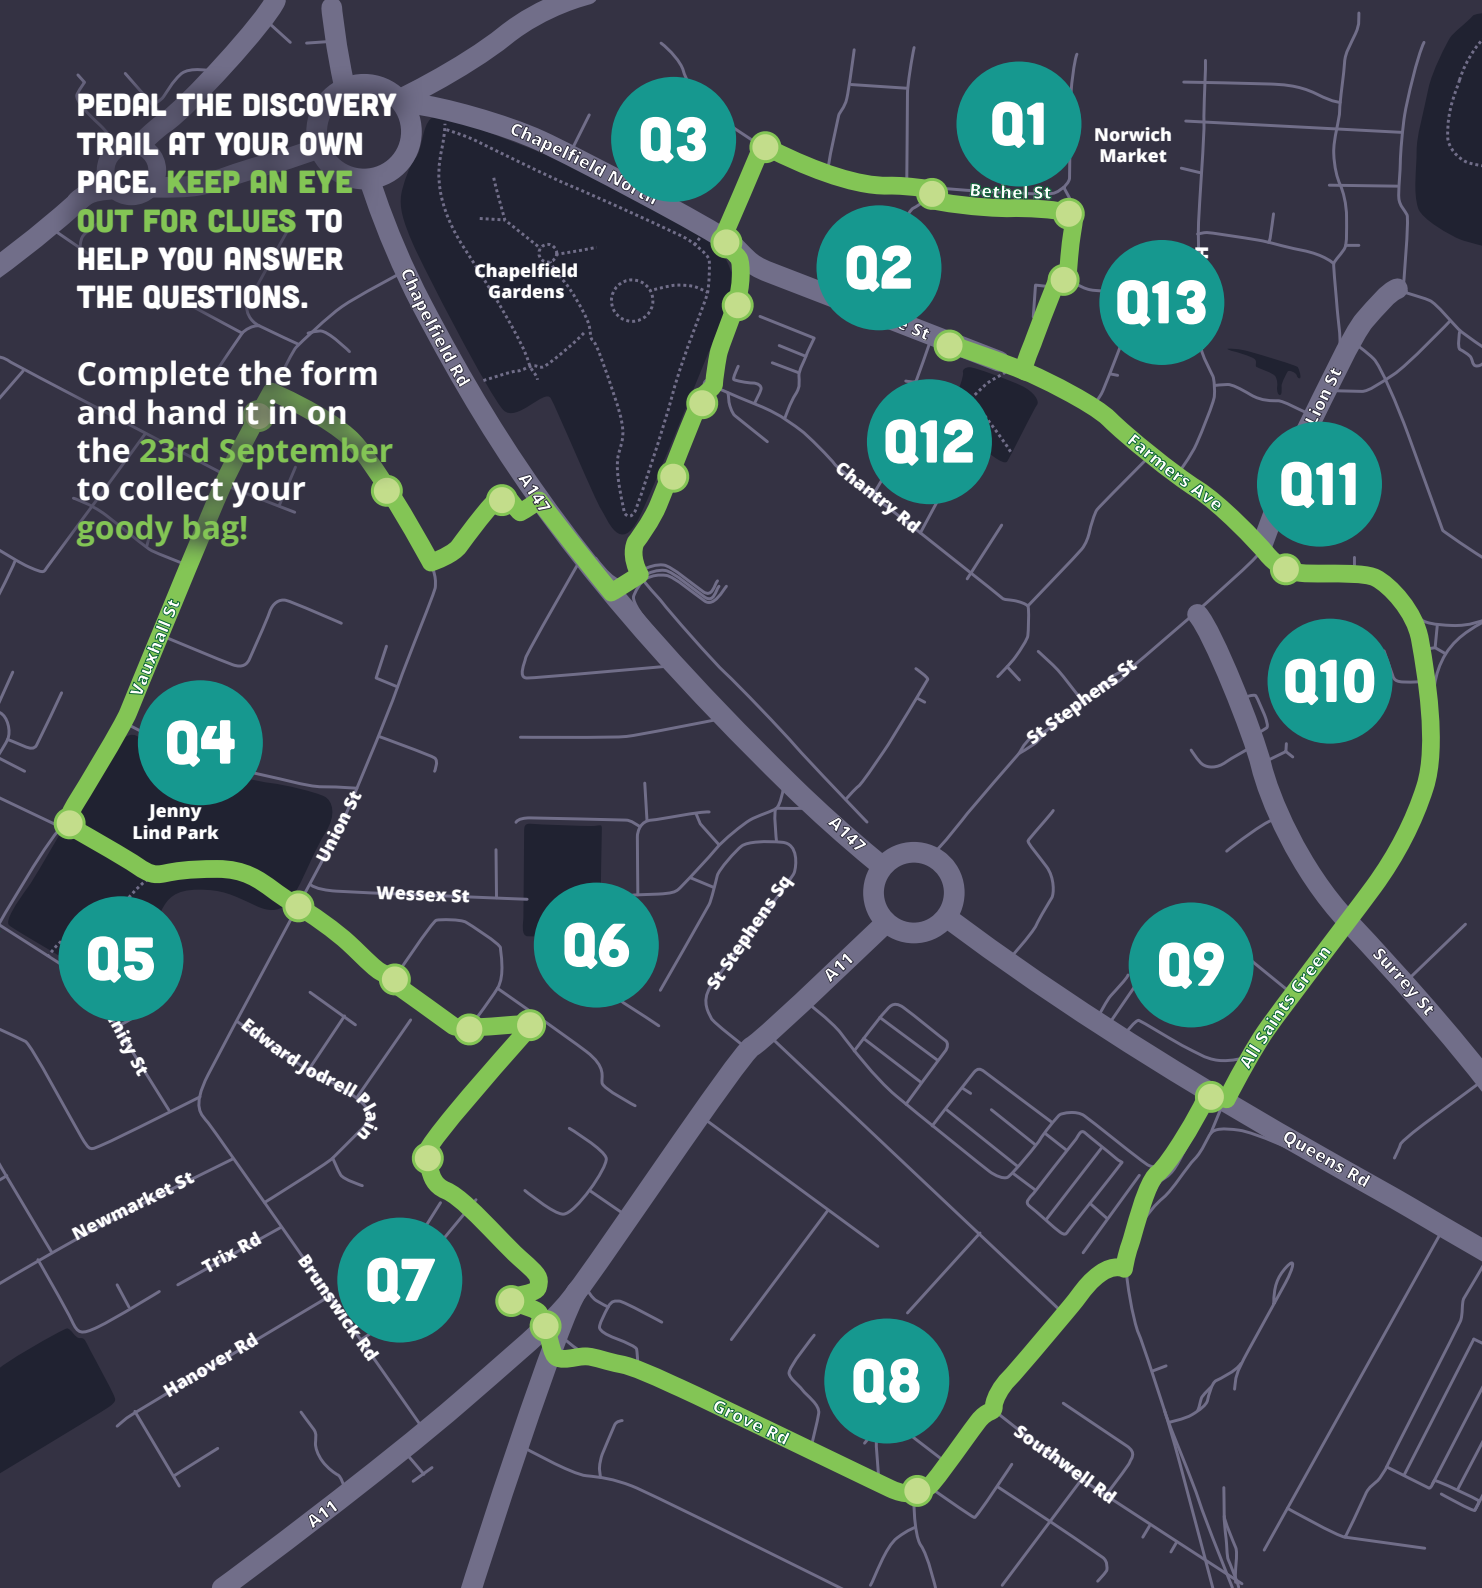 PEDAL THE DISCOVERY
TRAIL AT YOUR OWN
PACE. KEEP AN EYE
OUT FOR CLUES TO
HELP YOU ANSWER
THE QUESTIONS.
Complete the form
and hand it in on
the 23rd September
to collect your
goody bag!
Q3
Q1
Norwich
Market
Chapelfield North
Bethel St
Q2
Q13
Chapelfield
Gardens
Chapelfield Rd
St
Lion St
Q12
Farmers Ave
Q11
Chantry Rd
A147
Vauxhall St
Q10
St Stephens St
Q4
Jenny
Lind Park
Union St
A147
Wessex St
St Stephens Sq
Q5
Q6
A11
Q9
All Saints Green
Surrey St
Edward Jodrell Plain
Queens Rd
Newmarket St
Trix Rd
Brunswick Rd
Q7
Hanover Rd
Q8
Grove Rd
Southwell Rd
A11